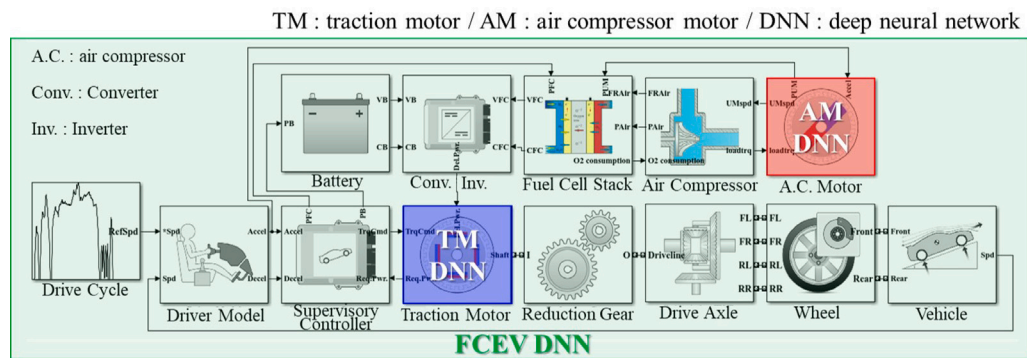 TM : traction motor / AM : air compressor motor / DNN : deep neural network
A.C. : air compressor
Conv. : Converter
Inv. : Inverter
PFC
PUM
PUM
Accel
VB
VB
VFC
VFC
FRAir
FRAir
UMspd
UMspd
AM
DNN
PB
CB
CB
CFC
CFC
PAir
PAir
O2 consumption
O2 consumption
loadtrq
loadtrq
Del.Pwr.
Battery
Conv. Inv.
Fuel Cell Stack
Air Compressor
A.C. Motor
PFC
PB
RefSpd
*Spd
Accel
Accel
TrqCmd
TrqCmd
TM
DNN
Shaft
I
O
Driveline
FL
FL
FR
FR
RL
RL
RR
RR
Front
Front
Rear
Rear
Spd
Spd
Decel
Decel
Req.Pwr.
Req.Pwr.
Drive Cycle
Driver Model
Supervisory
Controller
Traction Motor
Reduction Gear
Drive Axle
Wheel
Vehicle
FCEV DNN